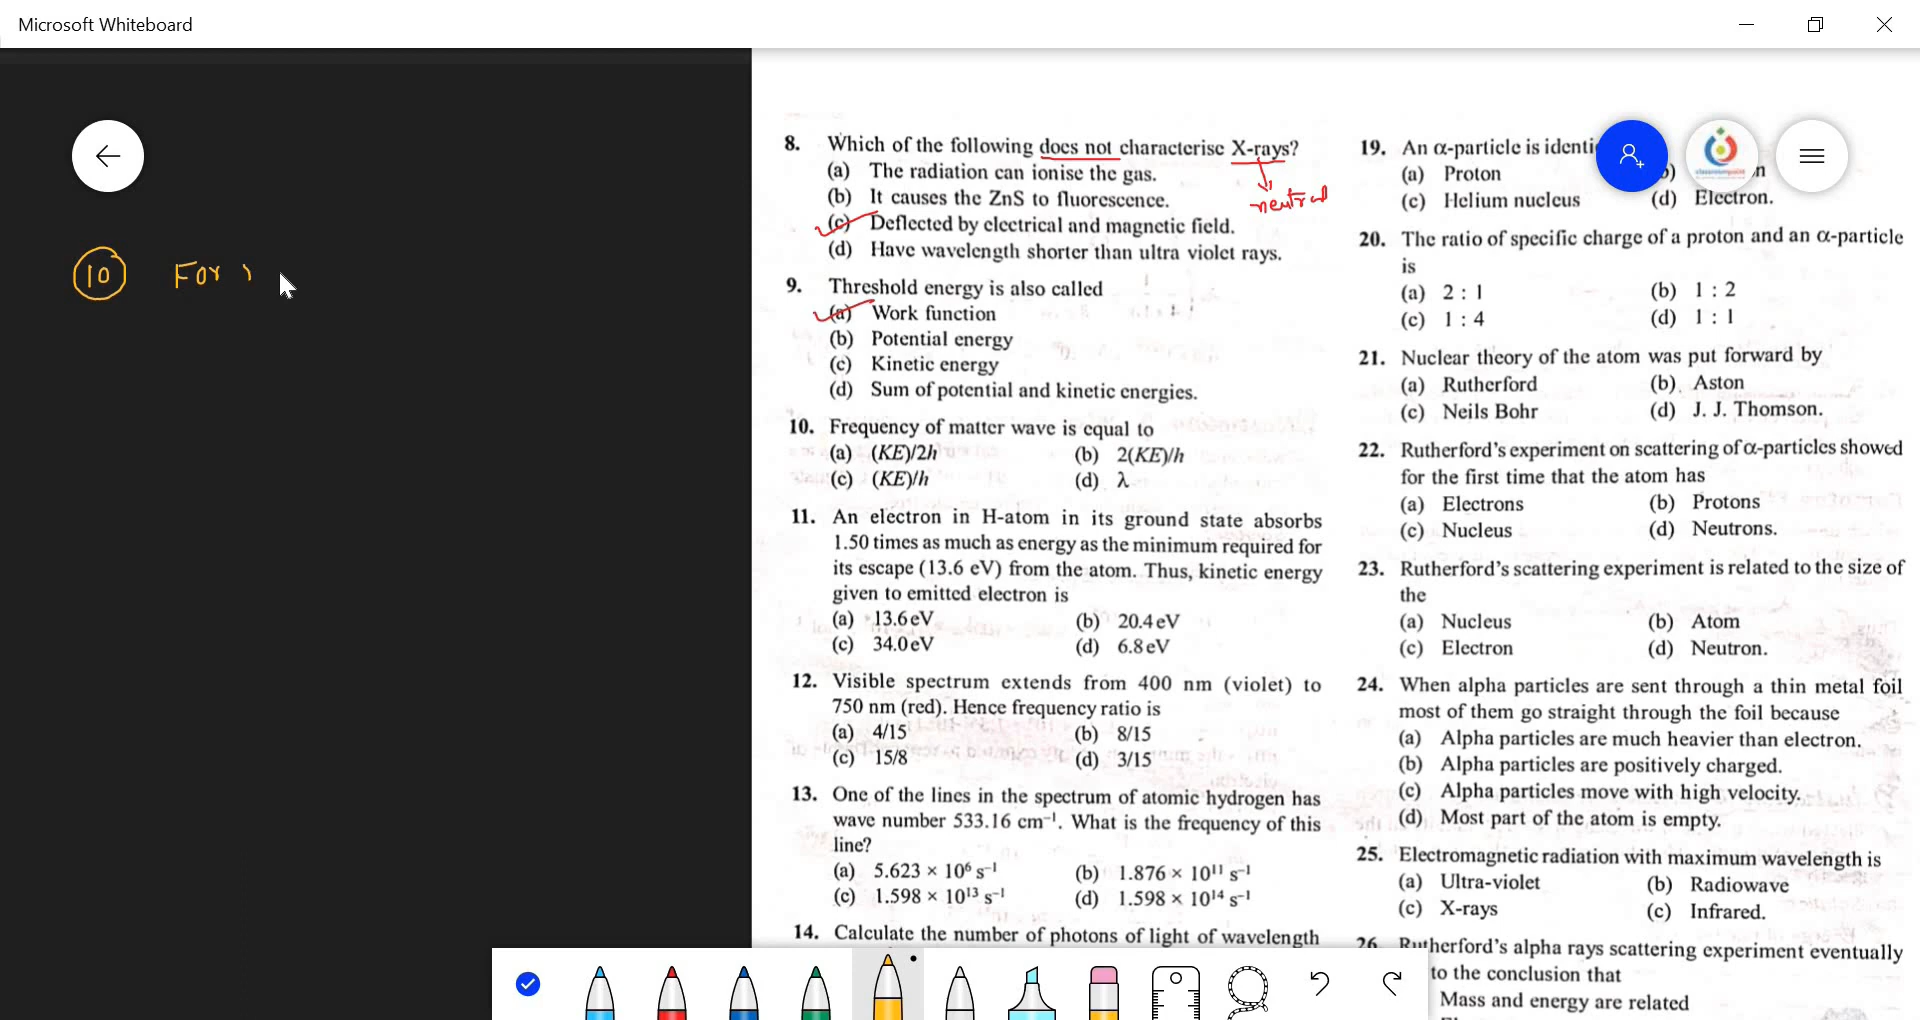 Microsoft Whiteboard
10 For
8. Which of the following does not characterise X-rays?
(a) The radiation can ionise the gas.
(b) It causes the ZnS to fluorescence.
neutral
(c) Deflected by electrical and magnetic field.
(d) Have wavelength shorter than ultra violet rays.
9. Threshold energy is also called
(a) Work function
(b) Potential energy
(c) Kinetic energy
(d) Sum of potential and kinetic energies.
10. Frequency of matter wave is equal to
(a) (KE)/2h (b) 2(KE)/h
(c) (KE)/h (d) λ
11. An electron in H-atom in its ground state absorbs
1.50 times as much as energy as the minimum required for
its escape (13.6 eV) from the atom. Thus, kinetic energy
given to emitted electron is
(a) 13.6 eV (b) 20.4 eV
(c) 34.0 eV (d) 6.8 eV
12. Visible spectrum extends from 400 nm (violet) to
750 nm (red). Hence frequency ratio is
(a) 4/15 (b) 8/15
(c) 15/8 (d) 3/15
13. One of the lines in the spectrum of atomic hydrogen has
wave number 533.16 cm⁻¹. What is the frequency of this
line?
(a) 5.623 × 10⁶ s⁻¹ (b) 1.876 × 10¹¹ s⁻¹
(c) 1.598 × 10¹³ s⁻¹ (d) 1.598 × 10¹⁴ s⁻¹
14. Calculate the number of photons of light of wavelength
19. An α-particle is
(a) Proton
(c) Helium nucleus (d) Electron.
20. The ratio of specific charge of a proton and an α-particle
is
(a) 2 : 1 (b) 1 : 2
(c) 1 : 4 (d) 1 : 1
21. Nuclear theory of the atom was put forward by
(a) Rutherford (b) Aston
(c) Neils Bohr (d) J. J. Thomson.
22. Rutherford's experiment on scattering of α-particles showed
for the first time that the atom has
(a) Electrons (b) Protons
(c) Nucleus (d) Neutrons.
23. Rutherford's scattering experiment is related to the size of
the
(a) Nucleus (b) Atom
(c) Electron (d) Neutron.
24. When alpha particles are sent through a thin metal foil
most of them go straight through the foil because
(a) Alpha particles are much heavier than electron.
(b) Alpha particles are positively charged.
(c) Alpha particles move with high velocity.
(d) Most part of the atom is empty.
25. Electromagnetic radiation with maximum wavelength is
(a) Ultra-violet (b) Radiowave
(c) X-rays (c) Infrared.
26. Rutherford's alpha rays scattering experiment eventually
to the conclusion that
Mass and energy are related